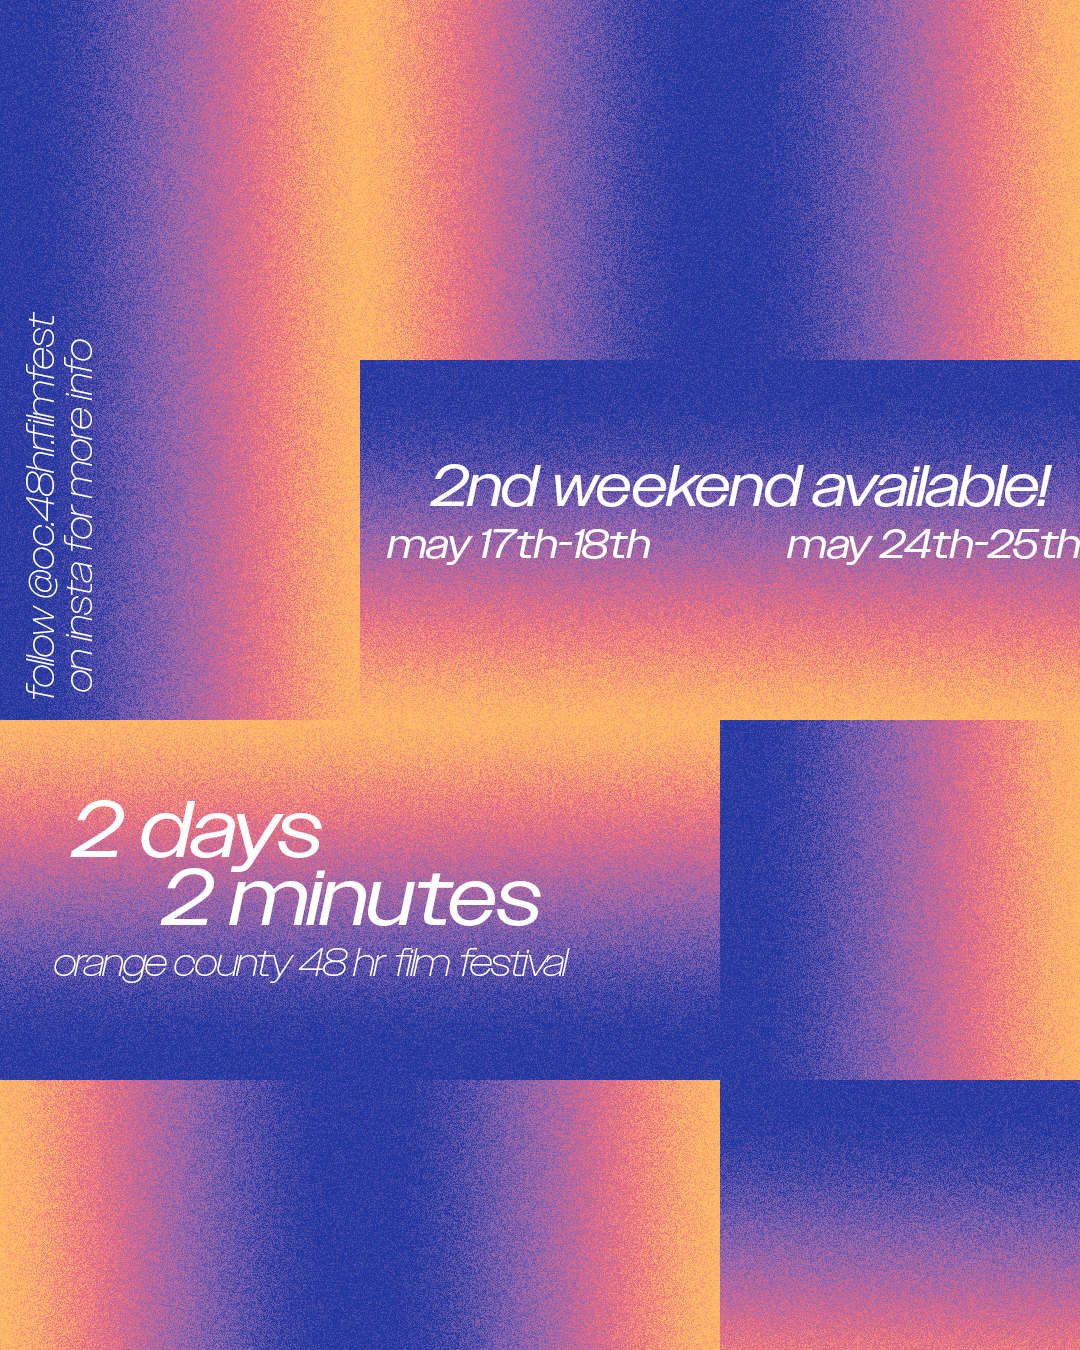 follow @oc.48hr.filmfest
on insta for more info
2nd weekend available!
may 17th-18th may 24th-25th
2 days
2 minutes
orange county 48 hr film festival